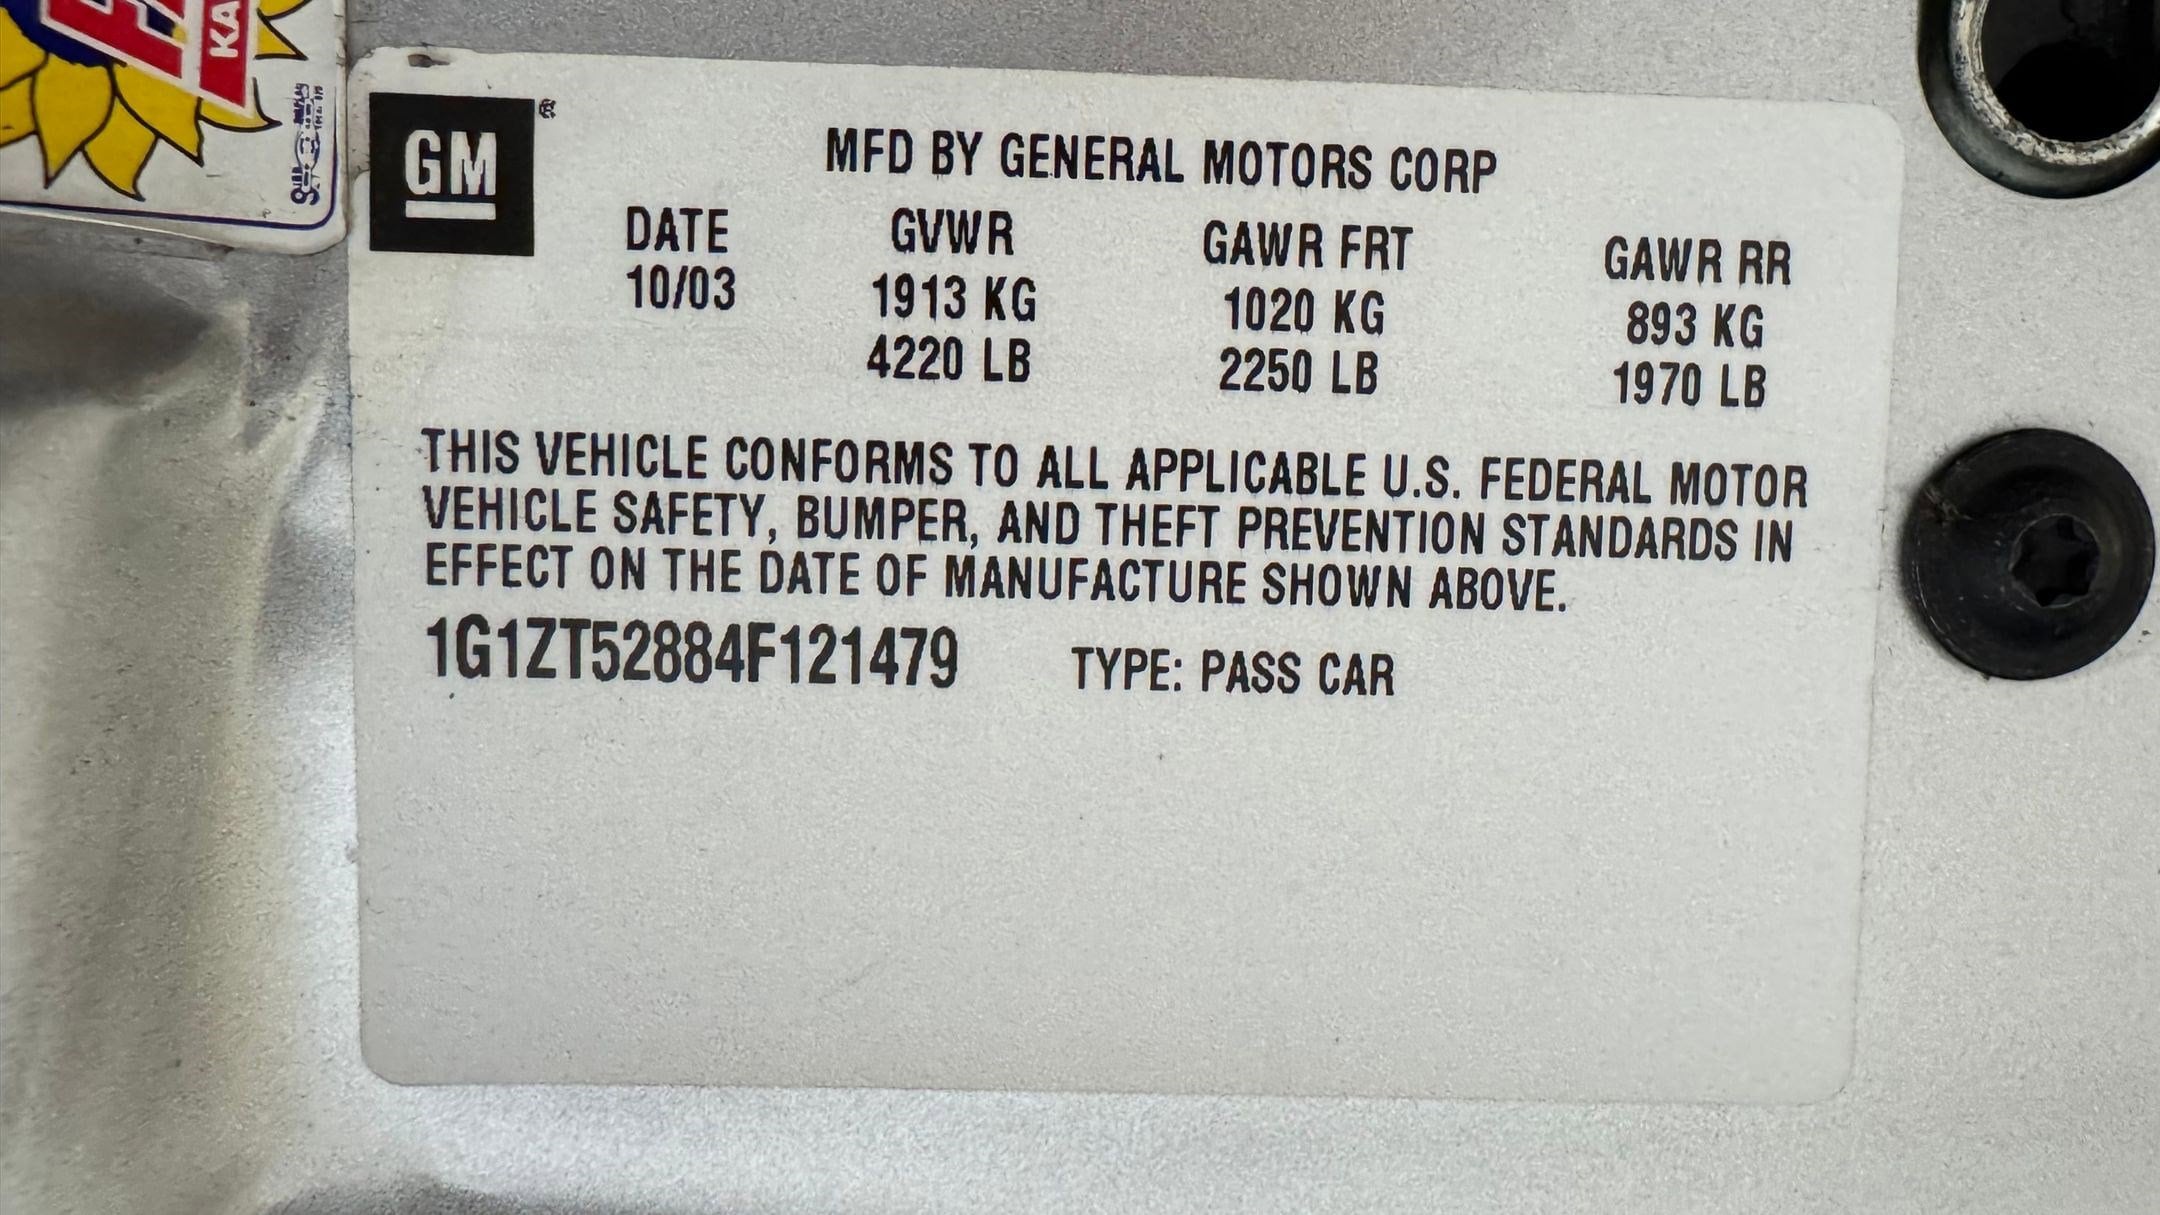 KA
GM
MFD BY GENERAL MOTORS CORP
DATE GVWR GAWR FRT GAWR RR
10/03 1913 KG 1020 KG 893 KG
4220 LB 2250 LB 1970 LB
THIS VEHICLE CONFORMS TO ALL APPLICABLE U.S. FEDERAL MOTOR
VEHICLE SAFETY, BUMPER, AND THEFT PREVENTION STANDARDS IN
EFFECT ON THE DATE OF MANUFACTURE SHOWN ABOVE.
1G1ZT52884F121479 TYPE: PASS CAR